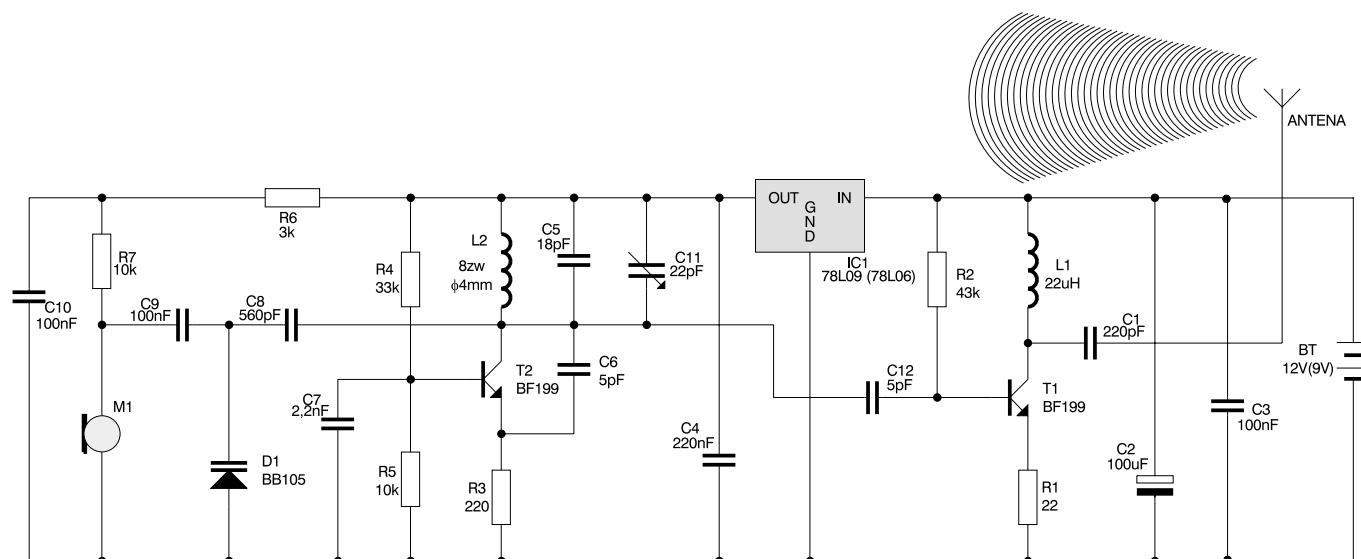 ANTENA
OUT
GND
IN
IC1
78L09 (78L06)
R6
3k
R7
10k
C10
100nF
C9
100nF
C8
560pF
M1
D1
BB105
C7
2,2nF
R4
33k
R5
10k
L2
8zw
ϕ4mm
C5
18pF
C11
22pF
T2
BF199
C6
5pF
R3
220
C4
220nF
C12
5pF
R2
43k
L1
22uH
C1
220pF
T1
BF199
R1
22
C2
100uF
C3
100nF
BT
12V(9V)